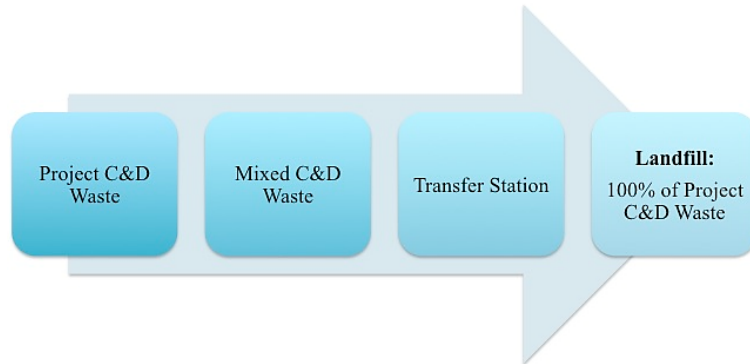 Project C&D
Waste
Mixed C&D
Waste
Transfer Station
Landfill:
100% of Project
C&D Waste